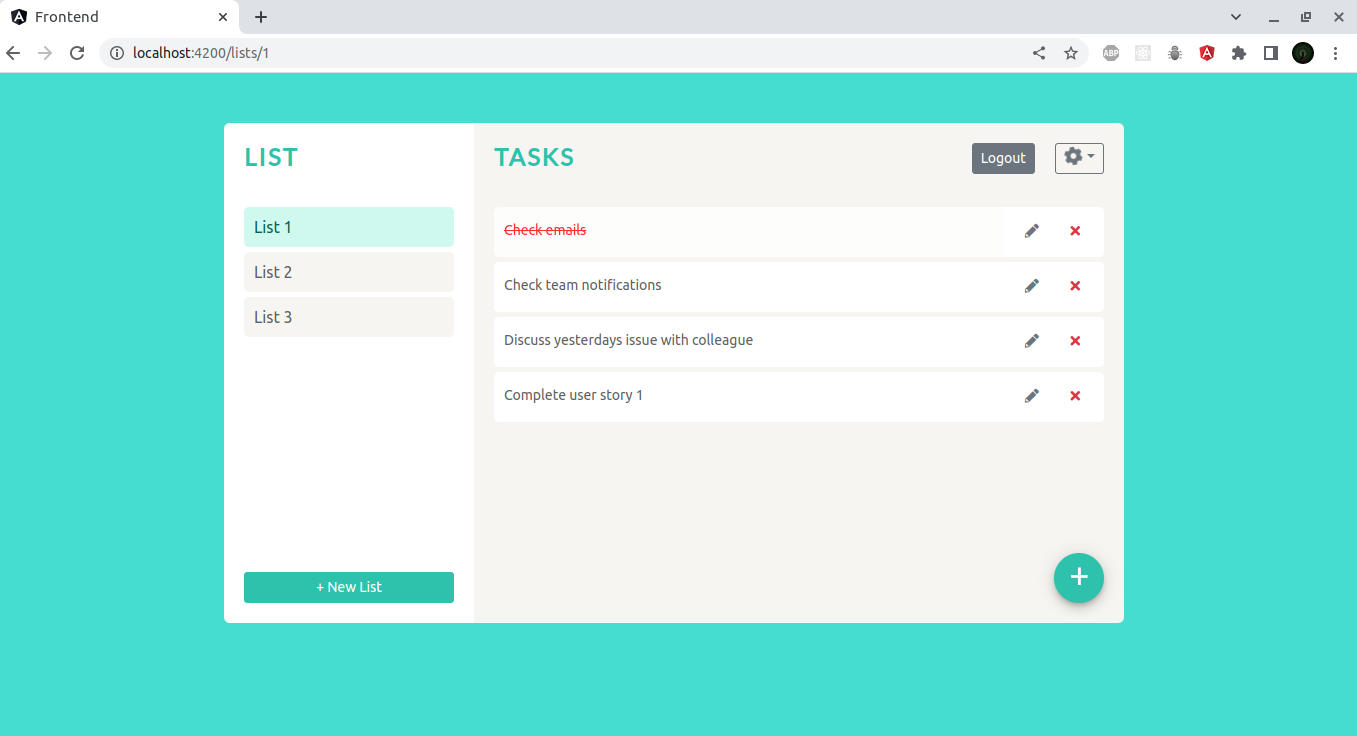 Frontend
localhost:4200/lists/1
ABP
LIST
List 1
List 2
List 3
+ New List
TASKS
Logout
Check emails
Check team notifications
Discuss yesterdays issue with colleague
Complete user story 1